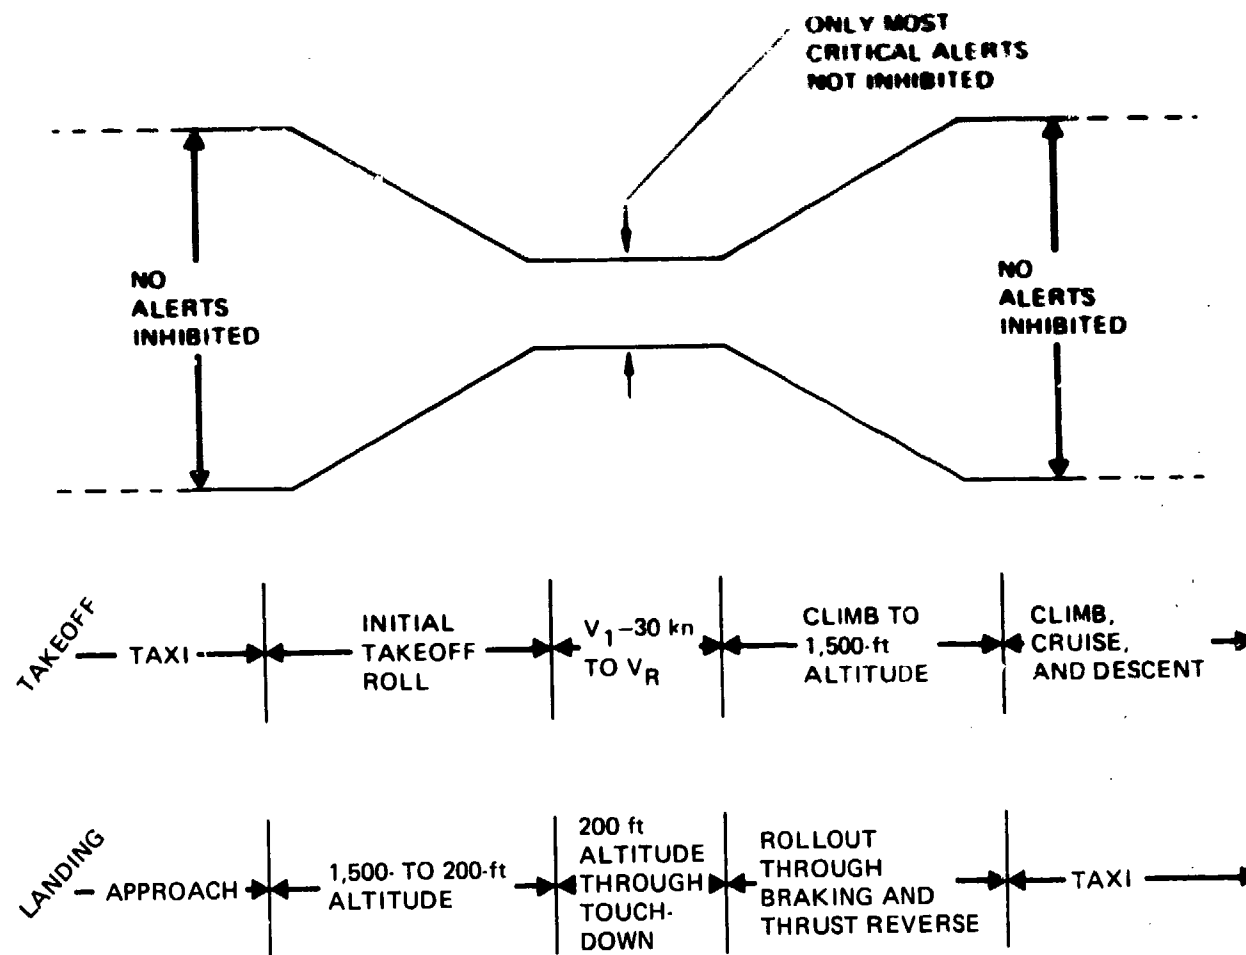 ONLY MOST
CRITICAL ALERTS
NOT INHIBITED
NO
ALERTS
INHIBITED
NO
ALERTS
INHIBITED
TAKEOFF
TAXI
INITIAL
TAKEOFF
ROLL
V1-30 kn
TO VR
CLIMB TO
1,500-ft
ALTITUDE
CLIMB,
CRUISE,
AND DESCENT
LANDING
APPROACH
1,500- TO 200-ft
ALTITUDE
200 ft
ALTITUDE
THROUGH
TOUCH-
DOWN
ROLLOUT
THROUGH
BRAKING AND
THRUST REVERSE
TAXI